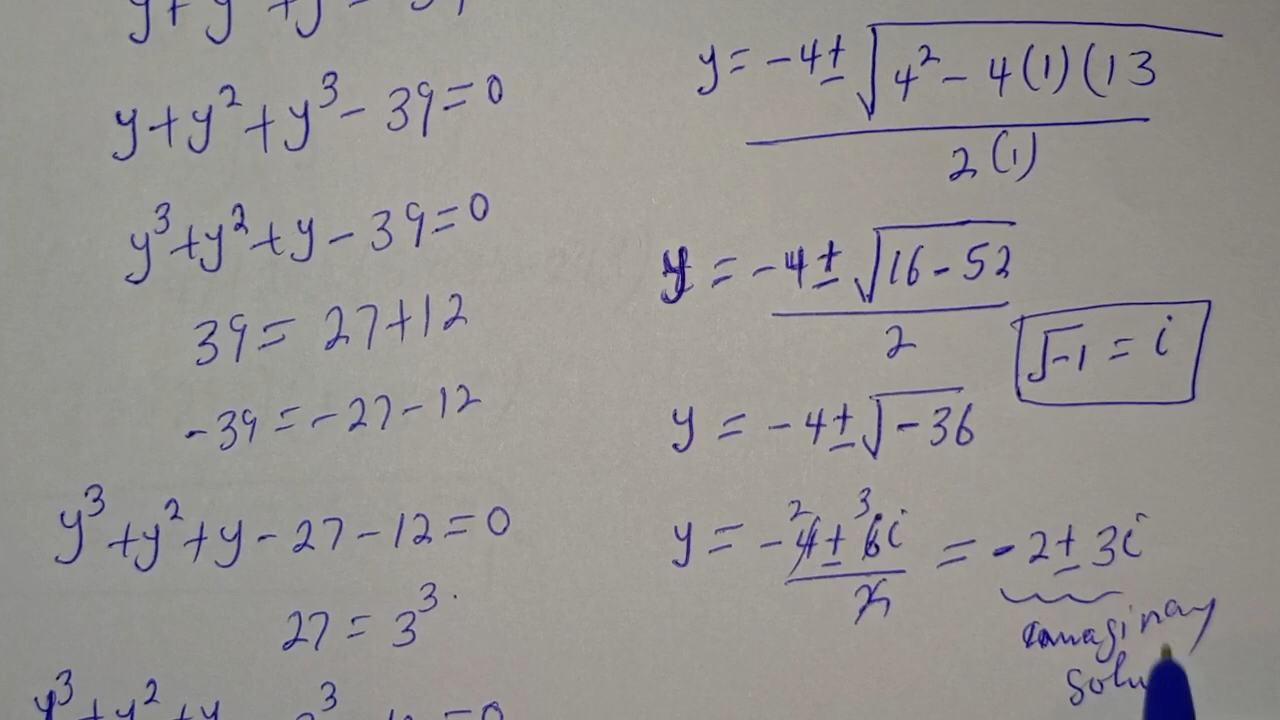 y + y² + y³ - 39 = 0
y³ + y² + y - 39 = 0
39 = 27 + 12
-39 = -27 - 12
y³ + y² + y - 27 - 12 = 0
27 = 3³
y = -4 ± √4² - 4(1)(13
2(1)
y = -4 ± √16 - 52
2
√-1 = i
y = -4 ± √-36
y = -4 ± 6i = -2 ± 3i
2 3
2